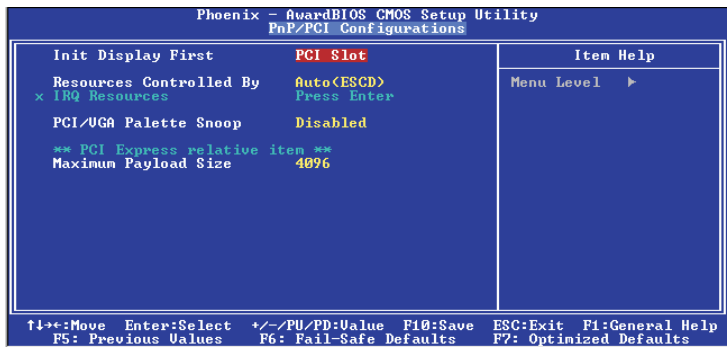 Phoenix - AwardBIOS CMOS Setup Utility
PnP/PCI Configurations
Init Display First PCI Slot
Resources Controlled By Auto(ESCD)
x IRQ Resources Press Enter
PCI/VGA Palette Snoop Disabled
** PCI Express relative item **
Maximum Payload Size 4096
Item Help
Menu Level ►
↑↓→←:Move Enter:Select +/-/PU/PD:Value F10:Save ESC:Exit F1:General Help
F5: Previous Values F6: Fail-Safe Defaults F7: Optimized Defaults